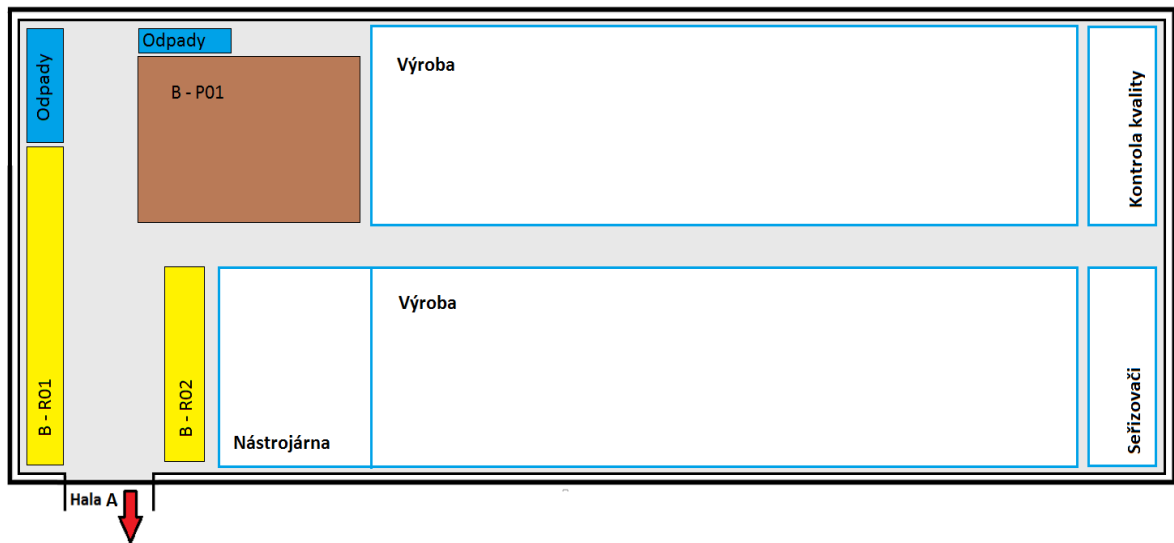 Odpady
Odpady
B - P01
Výroba
Kontrola kvality
B - R01
B - R02
Nástrojárna
Výroba
Seřizovači
Hala A